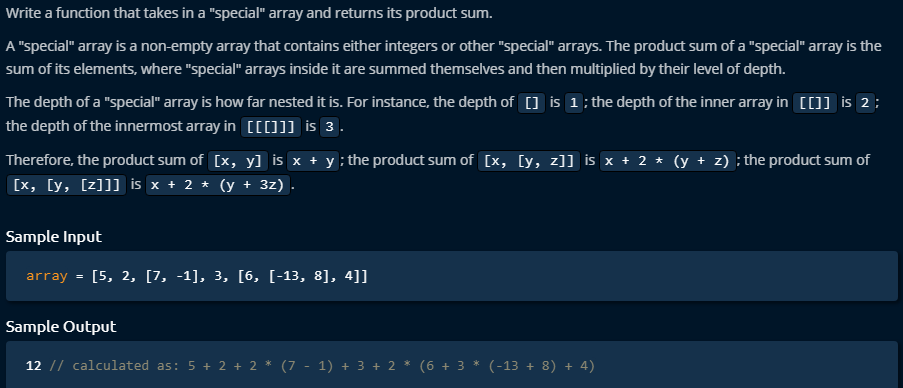 Write a function that takes in a "special" array and returns its product sum.
A "special" array is a non-empty array that contains either integers or other "special" arrays. The product sum of a "special" array is the
sum of its elements, where "special" arrays inside it are summed themselves and then multiplied by their level of depth.
The depth of a "special" array is how far nested it is. For instance, the depth of [] is 1; the depth of the inner array in [[]] is 2;
the depth of the innermost array in [[[]]] is 3.
Therefore, the product sum of [x, y] is x + y; the product sum of [x, [y, z]] is x + 2 * (y + z); the product sum of
[x, [y, [z]]] is x + 2 * (y + 3z).
Sample Input
array = [5, 2, [7, -1], 3, [6, [-13, 8], 4]]
Sample Output
12 // calculated as: 5 + 2 + 2 * (7 - 1) + 3 + 2 * (6 + 3 * (-13 + 8) + 4)